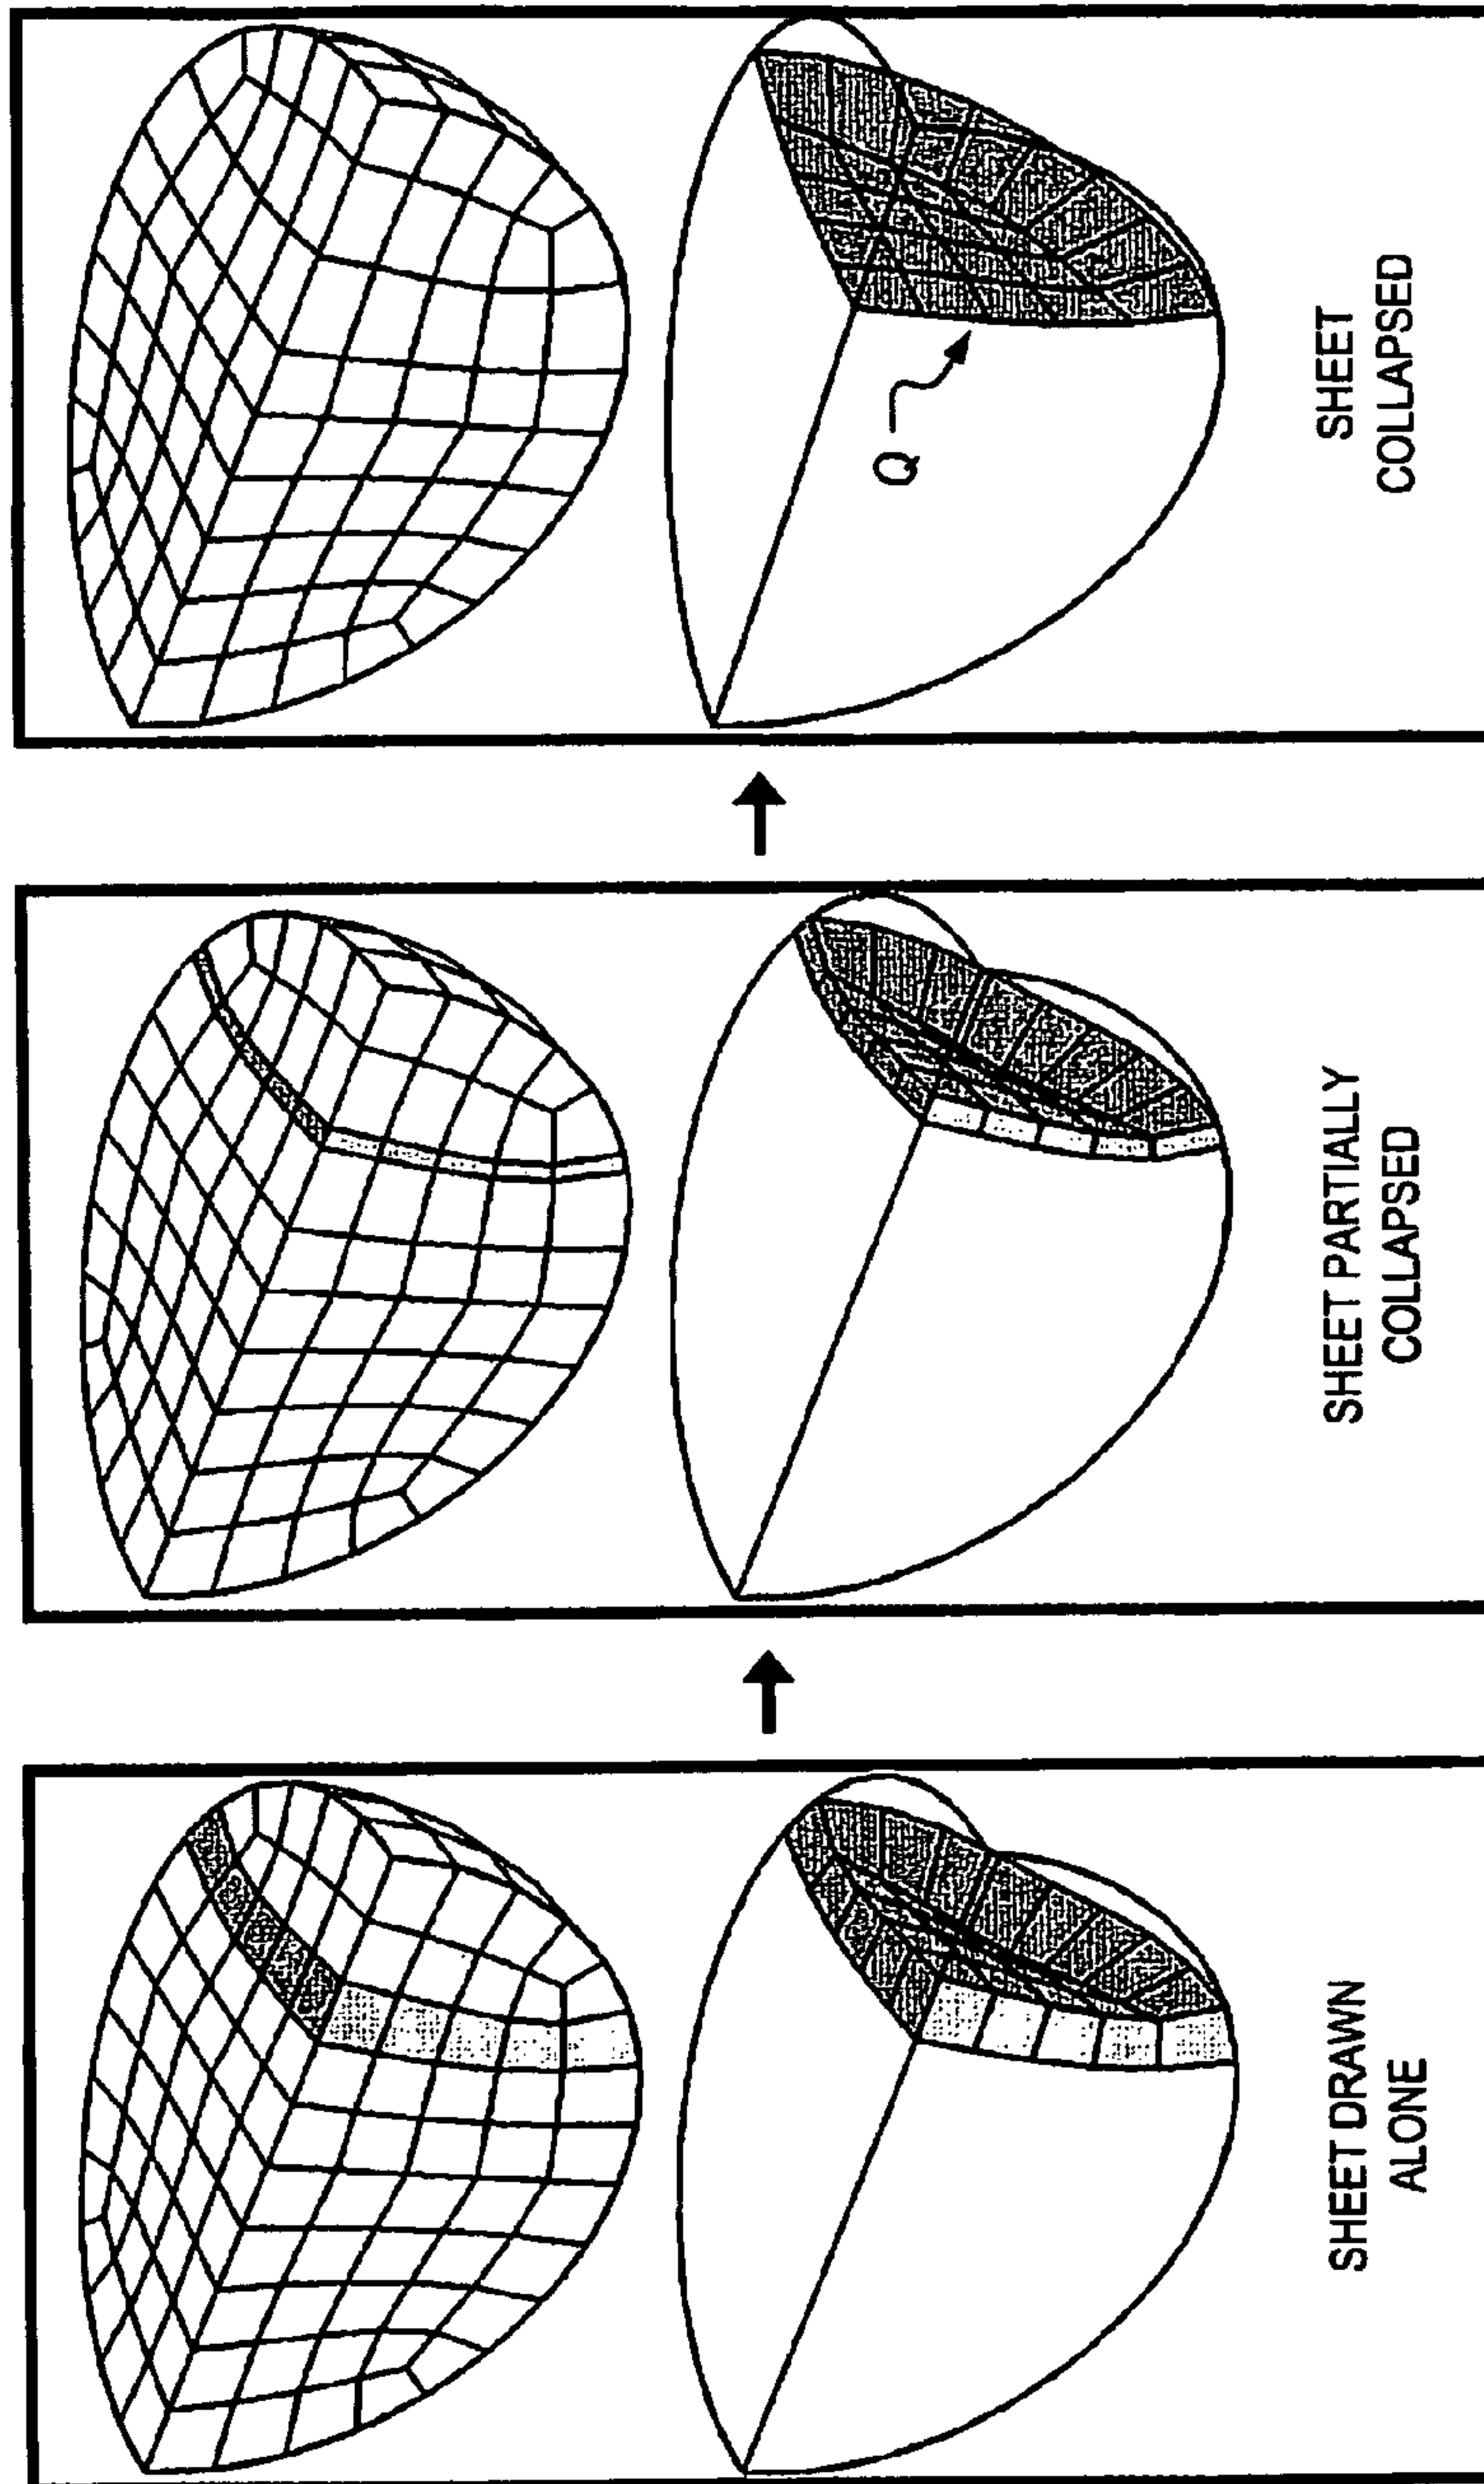 SHEET DRAWN
ALONE
SHEET PARTIALLY
COLLAPSED
Q
SHEET
COLLAPSED